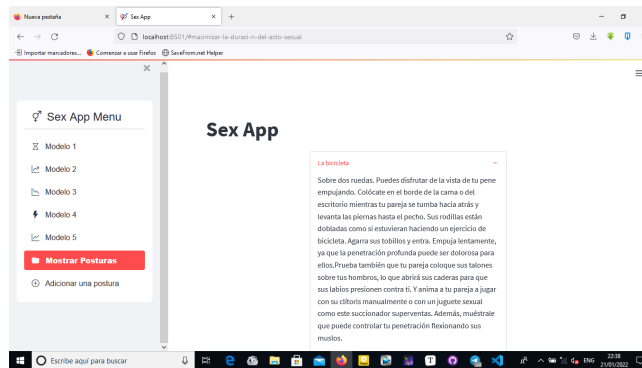 Nueva pestaña
Sex App
localhost:8501/#maximizar-la-duraci-n-del-acto-sexual
Importar marcadores...
Comenzar a usar Firefox
SaveFrom.net Helper
Sex App Menu
Modelo 1
Modelo 2
Modelo 3
Modelo 4
Modelo 5
Mostrar Posturas
Adicionar una postura
Sex App
La bicicleta
Sobre dos ruedas. Puedes disfrutar de la vista de tu pene
empujando. Colócate en el borde de la cama o del
escritorio mientras tu pareja se tumba hacia atrás y
levanta las piernas hasta el pecho. Sus rodillas están
dobladas como si estuvieran haciendo un ejercicio de
bicicleta. Agarra sus tobillos y entra. Empuja lentamente,
ya que la penetración profunda puede ser dolorosa para
ellos.Prueba también que tu pareja coloque sus talones
sobre tus hombros, lo que abrirá sus caderas para que
sus labios presionen contra ti. Y anima a tu pareja a jugar
con su clítoris manualmente o con un juguete sexual
como este succionador superventas. Además, muéstrale
que puede controlar tu penetración flexionando sus
muslos.
Escribe aquí para buscar
ENG
22:38
21/01/2022